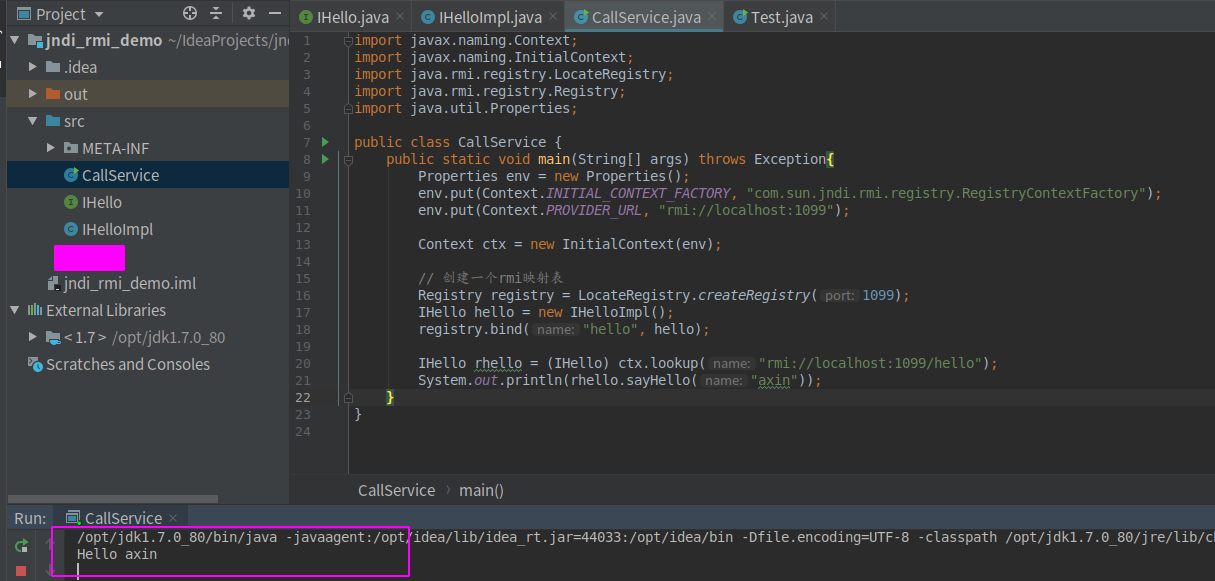 Project
IHello.java
IHelloImpl.java
CallService.java
Test.java
jndi_rmi_demo ~/IdeaProjects/jn
.idea
out
src
META-INF
CallService
IHello
IHelloImpl
jndi_rmi_demo.iml
External Libraries
< 1.7 > /opt/jdk1.7.0_80
Scratches and Consoles
1 import javax.naming.Context;
2 import javax.naming.InitialContext;
3 import java.rmi.registry.LocateRegistry;
4 import java.rmi.registry.Registry;
5 import java.util.Properties;
6
7 public class CallService {
8 public static void main(String[] args) throws Exception{
9 Properties env = new Properties();
10 env.put(Context.INITIAL_CONTEXT_FACTORY, "com.sun.jndi.rmi.registry.RegistryContextFactory");
11 env.put(Context.PROVIDER_URL, "rmi://localhost:1099");
12
13 Context ctx = new InitialContext(env);
14
15 // 创建一个rmi映射表
16 Registry registry = LocateRegistry.createRegistry( port: 1099);
17 IHello hello = new IHelloImpl();
18 registry.bind( name: "hello", hello);
19
20 IHello rhello = (IHello) ctx.lookup( name: "rmi://localhost:1099/hello");
21 System.out.println(rhello.sayHello( name: "axin"));
22 }
23 }
24
CallService main()
Run: CallService
/opt/jdk1.7.0_80/bin/java -javaagent:/opt/idea/lib/idea_rt.jar=44033:/opt/idea/bin -Dfile.encoding=UTF-8 -classpath /opt/jdk1.7.0_80/jre/lib/c
Hello axin